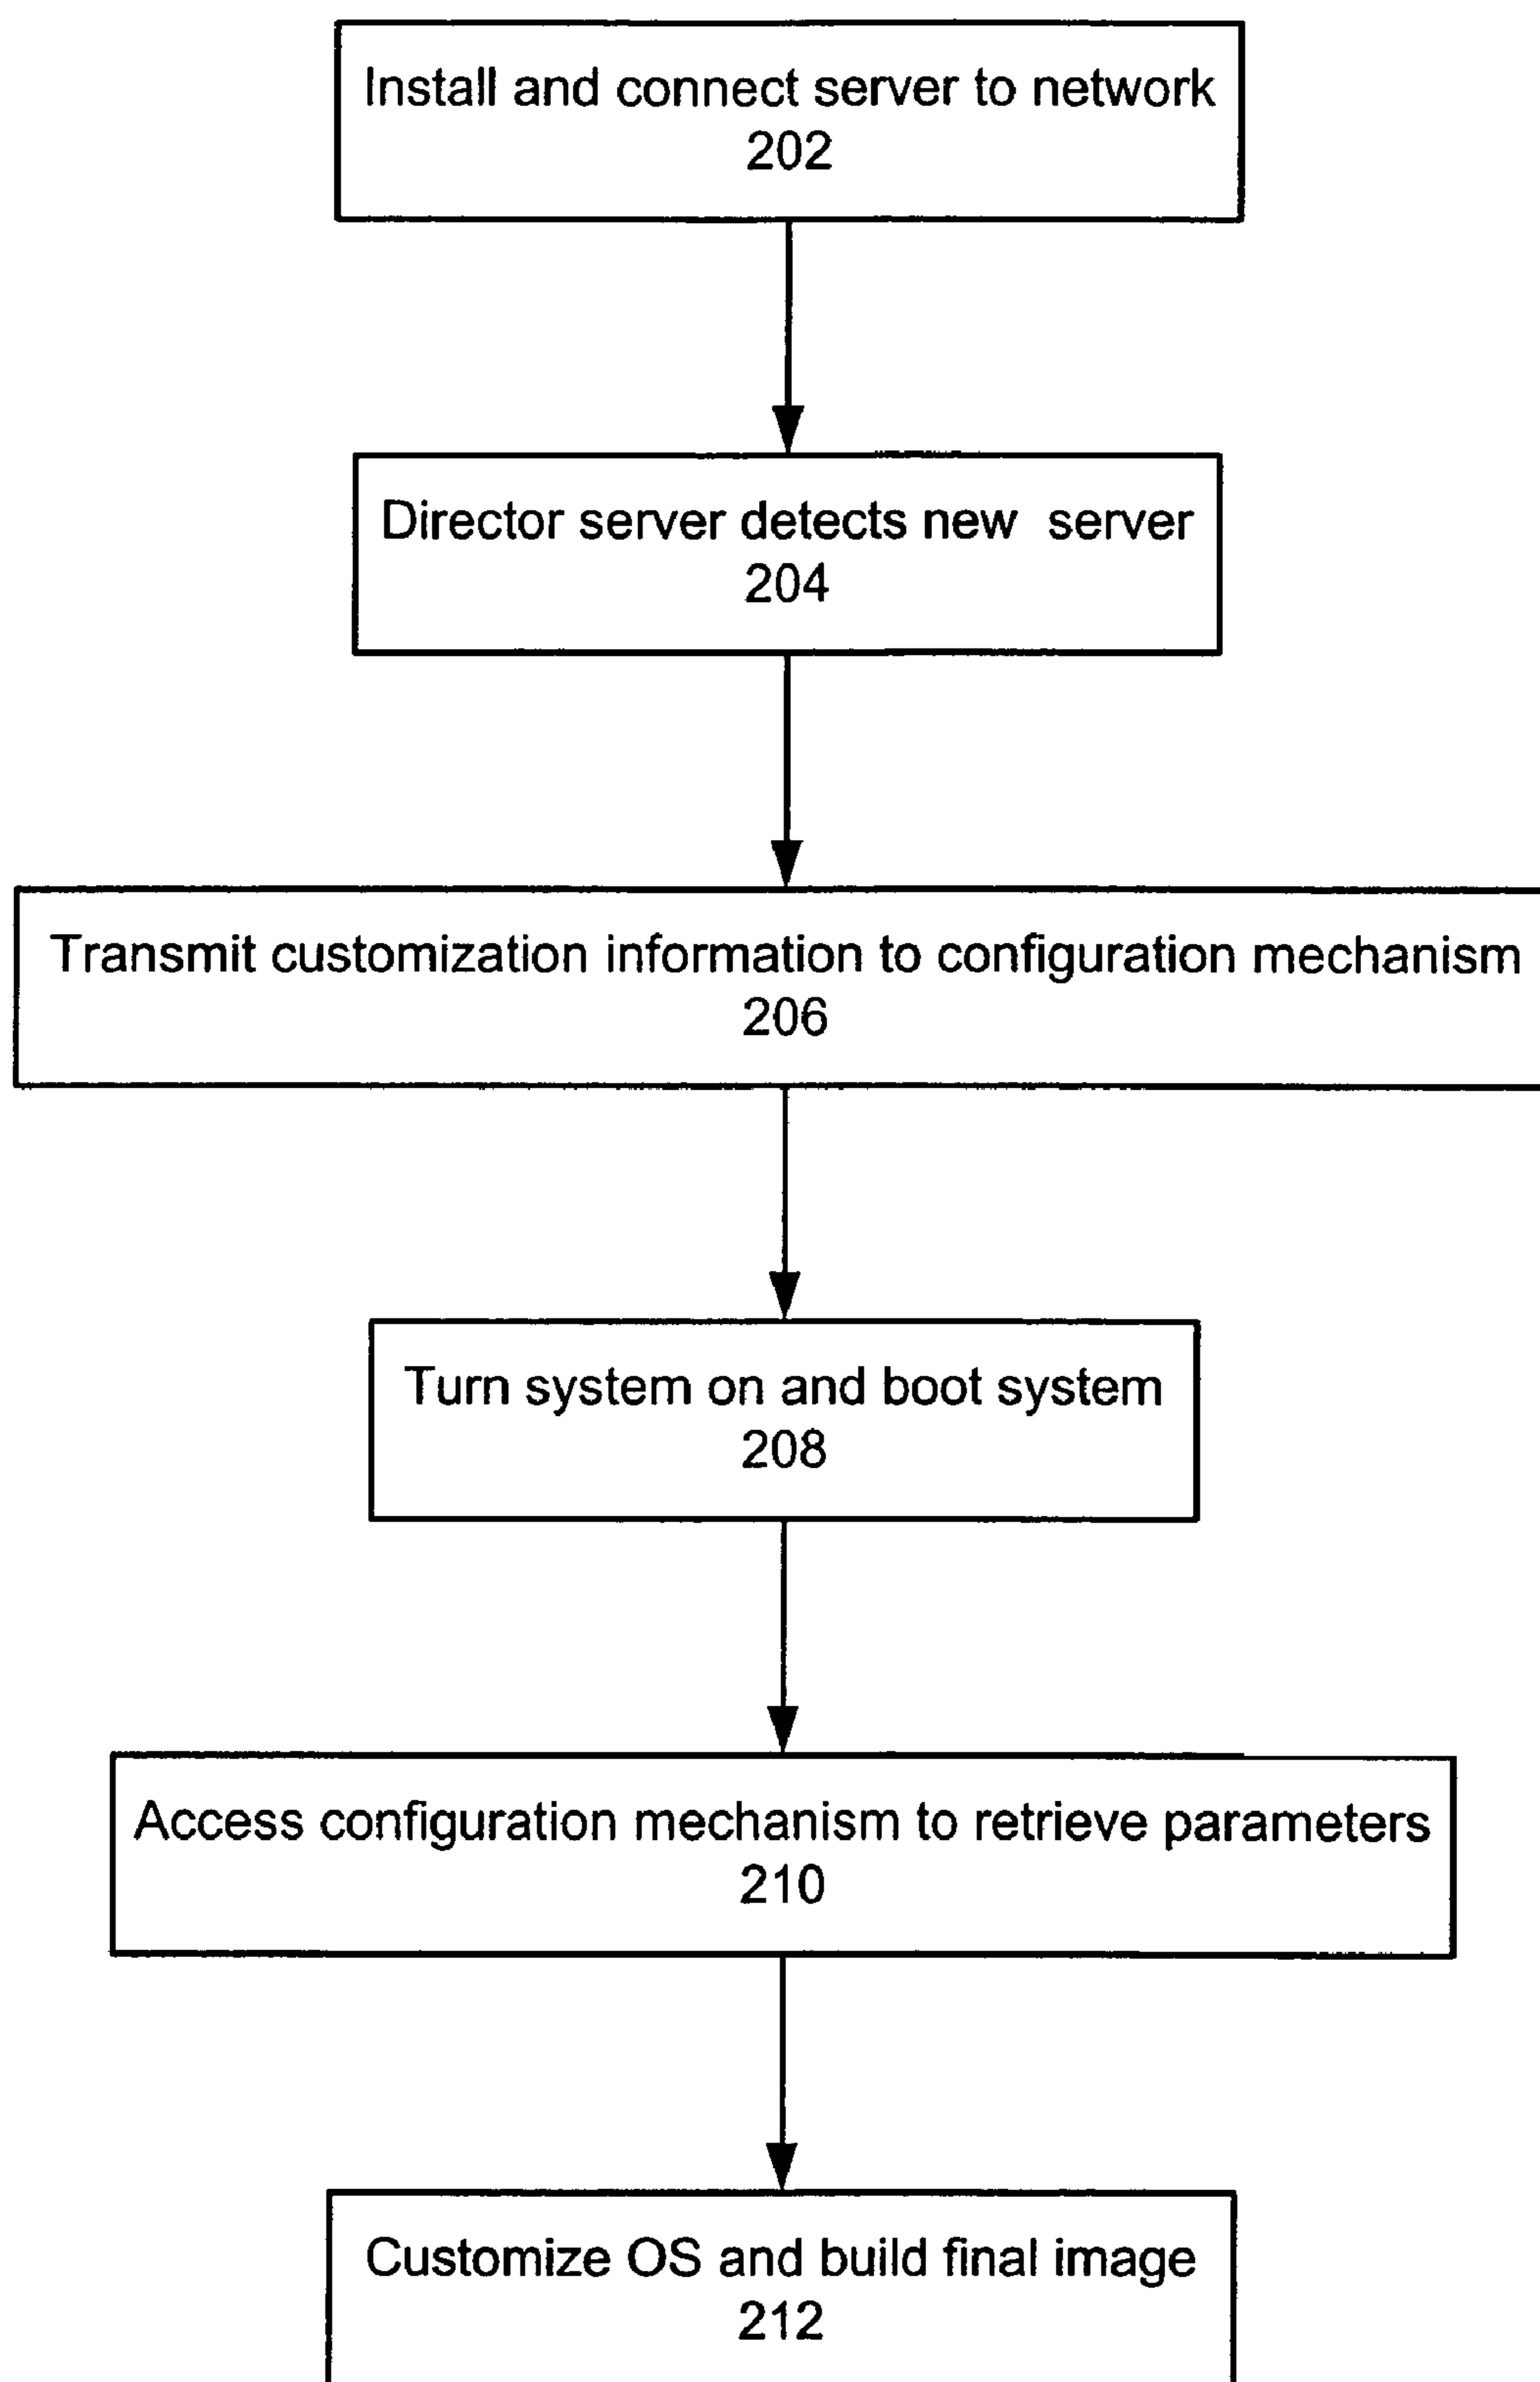 Install and connect server to network
202
Director server detects new server
204
Transmit customization information to configuration mechanism
206
Turn system on and boot system
208
Access configuration mechanism to retrieve parameters
210
Customize OS and build final image
212